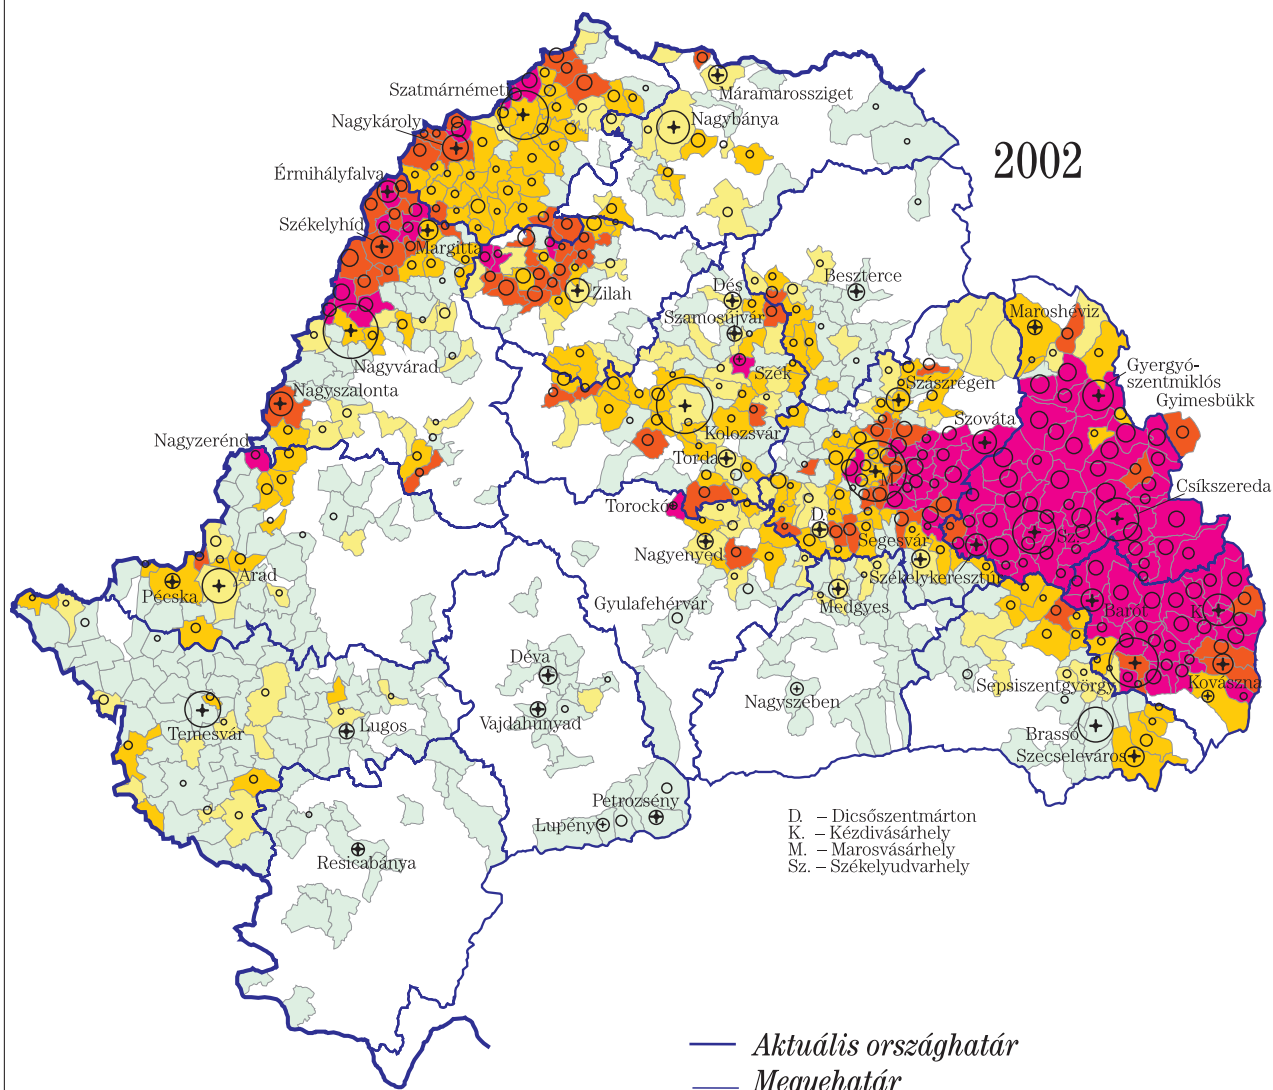 Máramarossziget
Szatmárnémeti
Nagybánya
Nagykároly
2002
Érmihályfalva
Székelyhíd
Margitta
Zilah
Dés
Beszterce
Szamosújvár
Maroshévíz
Nagyvárad
Szék
Gyergyó-
szentmiklós
Nagyszalonta
Szászrégen
Gyimesbükk
Szováta
Nagyzerénd
Kolozsvár
Torda
M.
Csíkszereda
Torockó
D.
Sz.
Segesvár
Nagyenyed
Arad
Pécska
Székelykeresztúr
Gyulafehérvár
Medgyes
Barót
K.
Déva
Sepsiszentgyörgy
Kovászna
Nagyszeben
Vajdahunyad
Temesvár
Lugos
Brassó
Szecseleváros
Petrozsény
Lupény
Resicabánya
D. – Dicsőszentmárton
K. – Kézdivásárhely
M. – Marosvásárhely
Sz. – Székelyudvarhely
Aktuális országhatár
Megyehatár